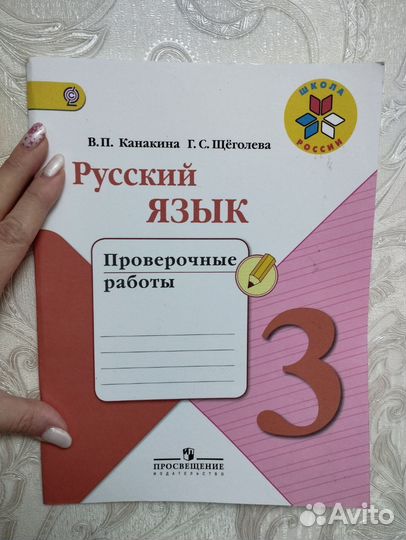 ШКОЛА
РОССИИ
В.П. Канакина Г.С. Щёголева
Русский
ЯЗЫК
Проверочные
работы
3
ПРОСВЕЩЕНИЕ
ИЗДАТЕЛЬСТВО
Avito